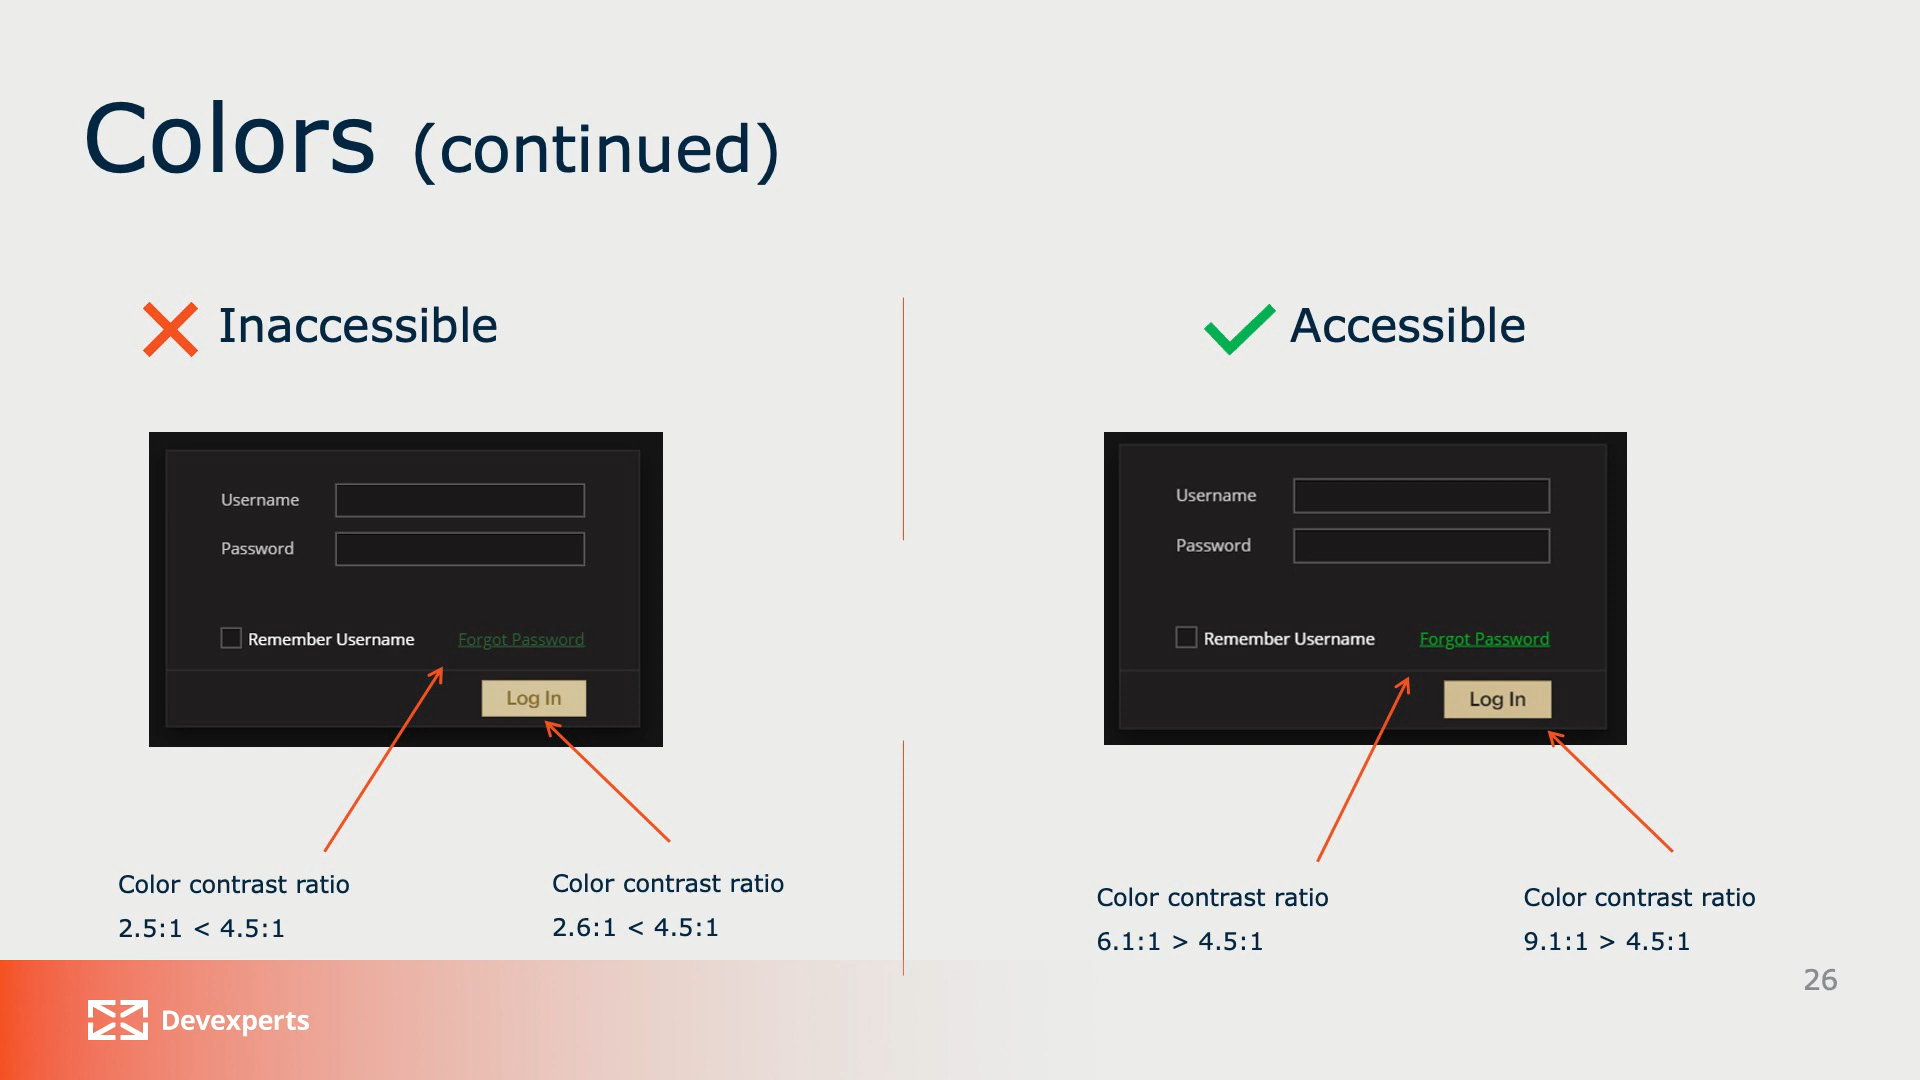 Colors (continued)
Inaccessible
Username
Password
Remember Username Forgot Password
Log In
Color contrast ratio
2.5:1 < 4.5:1
Color contrast ratio
2.6:1 < 4.5:1
Accessible
Username
Password
Remember Username Forgot Password
Log In
Color contrast ratio
6.1:1 > 4.5:1
Color contrast ratio
9.1:1 > 4.5:1
26
Devexperts